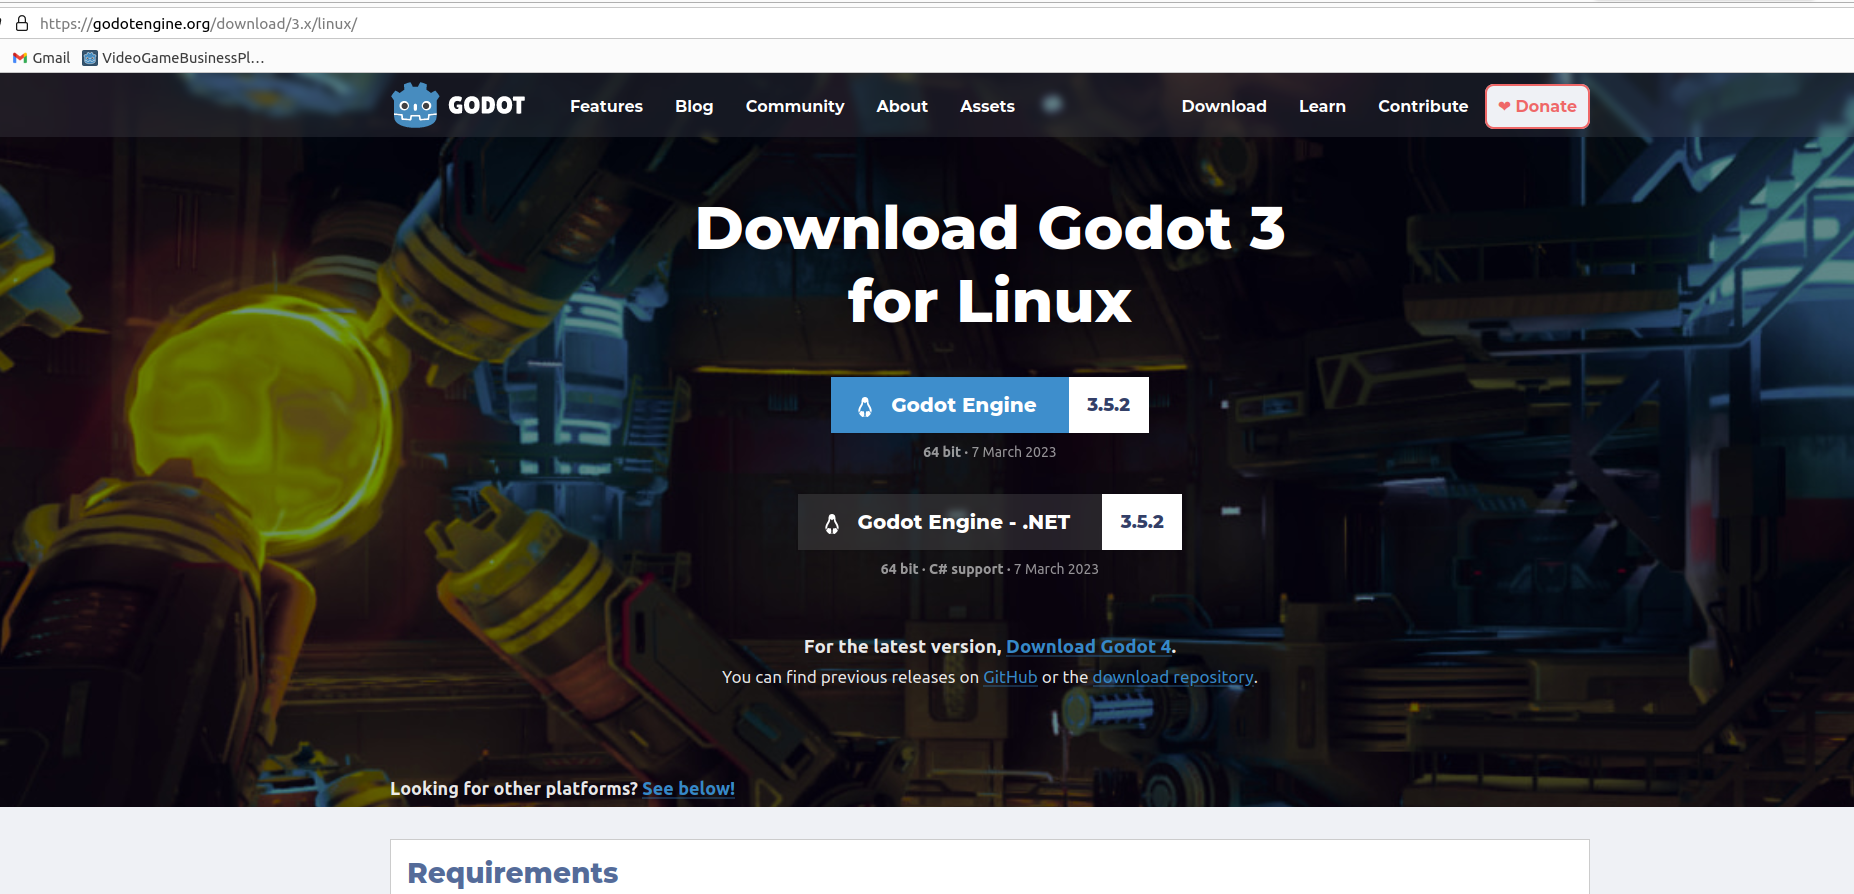 https://godotengine.org/download/3.x/linux/
Gmail VideoGameBusinessPl...
GODOT Features Blog Community About Assets Download Learn Contribute ❤ Donate
Download Godot 3
for Linux
Godot Engine 3.5.2
64 bit · 7 March 2023
Godot Engine - .NET 3.5.2
64 bit · C# support · 7 March 2023
For the latest version, Download Godot 4.
You can find previous releases on GitHub or the download repository.
Looking for other platforms? See below!
Requirements